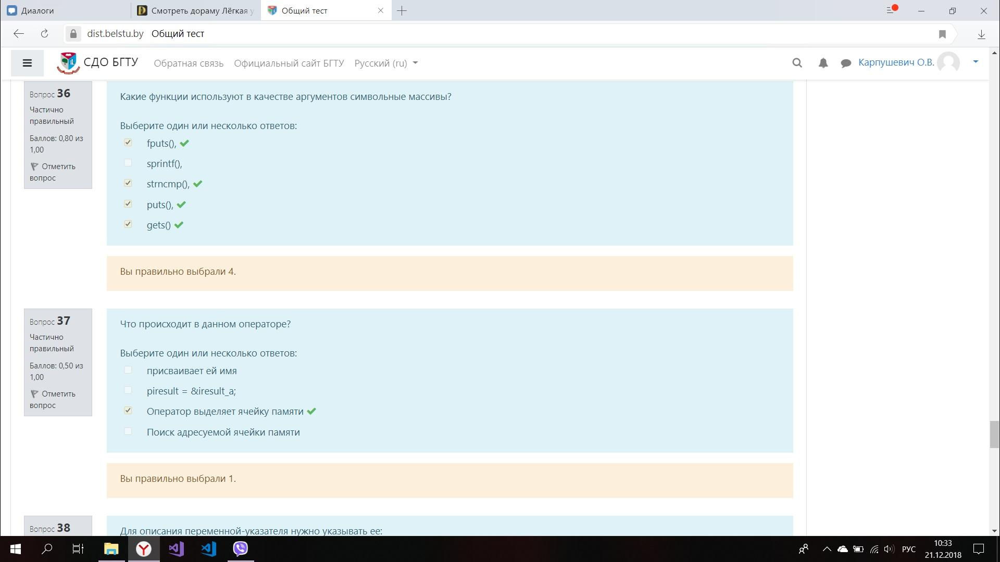 Диалоги
Смотреть дораму Лёгкая у
Общий тест
dist.belstu.by Общий тест
СДО БГТУ
Обратная связь
Официальный сайт БГТУ
Русский (ru)
Карпушевич О.В.
Вопрос 36
Частично
правильный
Баллов: 0,80 из
1,00
Отметить
вопрос
Какие функции используют в качестве аргументов символьные массивы?
Выберите один или несколько ответов:
fputs(),
sprintf(),
strncmp(),
puts(),
gets()
Вы правильно выбрали 4.
Вопрос 37
Частично
правильный
Баллов: 0,50 из
1,00
Отметить
вопрос
Что происходит в данном операторе?
Выберите один или несколько ответов:
присваивает ей имя
piresult = &iresult_a;
Оператор выделяет ячейку памяти
Поиск адресуемой ячейки памяти
Вы правильно выбрали 1.
Вопрос 38
Для описания переменной-указателя нужно указывать ее:
РУС
10:33
21.12.2018